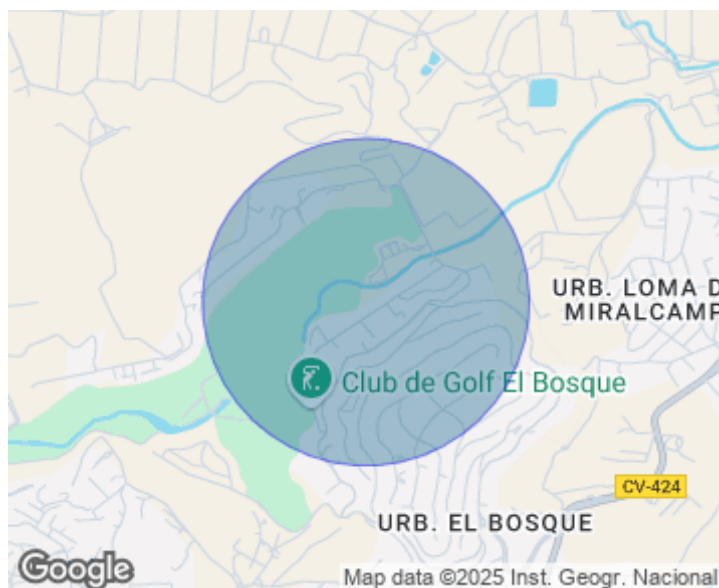 URB. LOMA D
MIRALCAMP
Club de Golf El Bosque
CV-424
URB. EL BOSQUE
Google
Map data ©2025 Inst. Geogr. Nacional